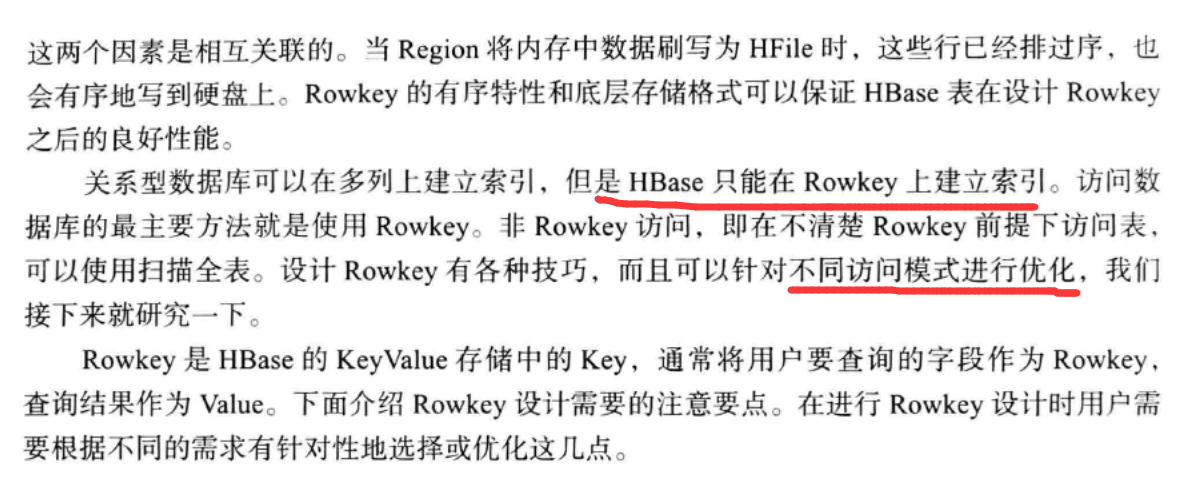 这两个因素是相互关联的。当 Region 将内存中数据刷写为 HFile 时，这些行已经排过序，也
会有序地写到硬盘上。Rowkey 的有序特性和底层存储格式可以保证 HBase 表在设计 Rowkey
之后的良好性能。
关系型数据库可以在多列上建立索引，但是 HBase 只能在 Rowkey 上建立索引。访问数
据库的最主要方法就是使用 Rowkey。非 Rowkey 访问，即在不清楚 Rowkey 前提下访问表，
可以使用扫描全表。设计 Rowkey 有各种技巧，而且可以针对不同访问模式进行优化，我们
接下来就研究一下。
Rowkey 是 HBase 的 KeyValue 存储中的 Key，通常将用户要查询的字段作为 Rowkey，
查询结果作为 Value。下面介绍 Rowkey 设计需要的注意要点。在进行 Rowkey 设计时用户需
要根据不同的需求有针对性地选择或优化这几点。